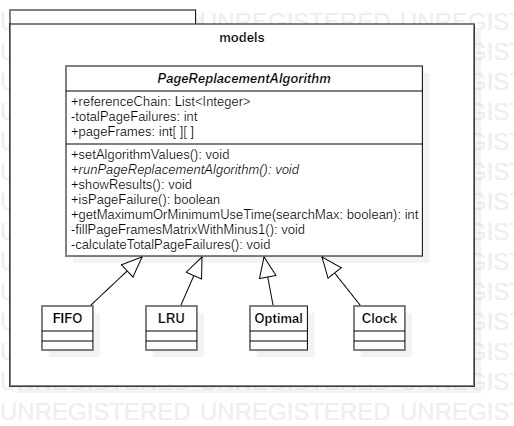 UNREGISTERED UNREGISTERED UNREGIST
models
PageReplacementAlgorithm
+referenceChain: List<Integer>
-totalPageFailures: int
+pageFrames: int[ ][ ]
+setAlgorithmValues(): void
+runPageReplacementAlgorithm(): void
+showResults(): void
+isPageFailure(): boolean
+getMaximumOrMinimumUseTime(searchMax: boolean): int
-fillPageFramesMatrixWithMinus1(): void
-calculateTotalPageFailures(): void
FIFO LRU Optimal Clock
UNREGISTERED UNREGISTERED UNREGIST